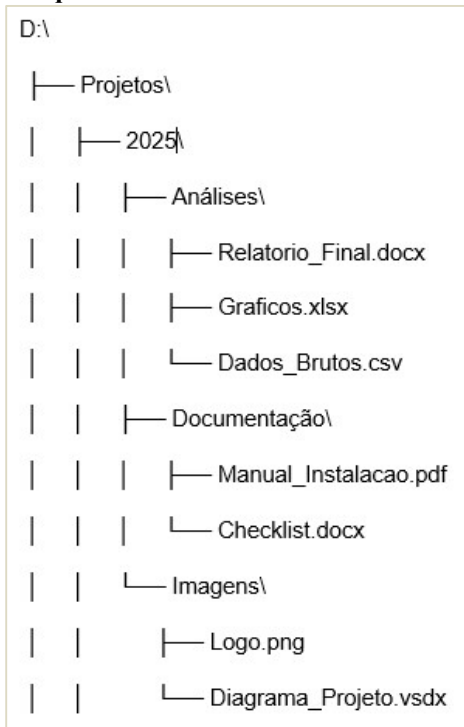 D:\
├── Projetos\
│ ├── 2025\
│ │ ├── Análises\
│ │ │ ├── Relatorio_Final.docx
│ │ │ ├── Graficos.xlsx
│ │ │ └── Dados_Brutos.csv
│ │ ├── Documentação\
│ │ │ ├── Manual_Instalacao.pdf
│ │ │ └── Checklist.docx
│ │ └── Imagens\
│ │ ├── Logo.png
│ │ └── Diagrama_Projeto.vsdx